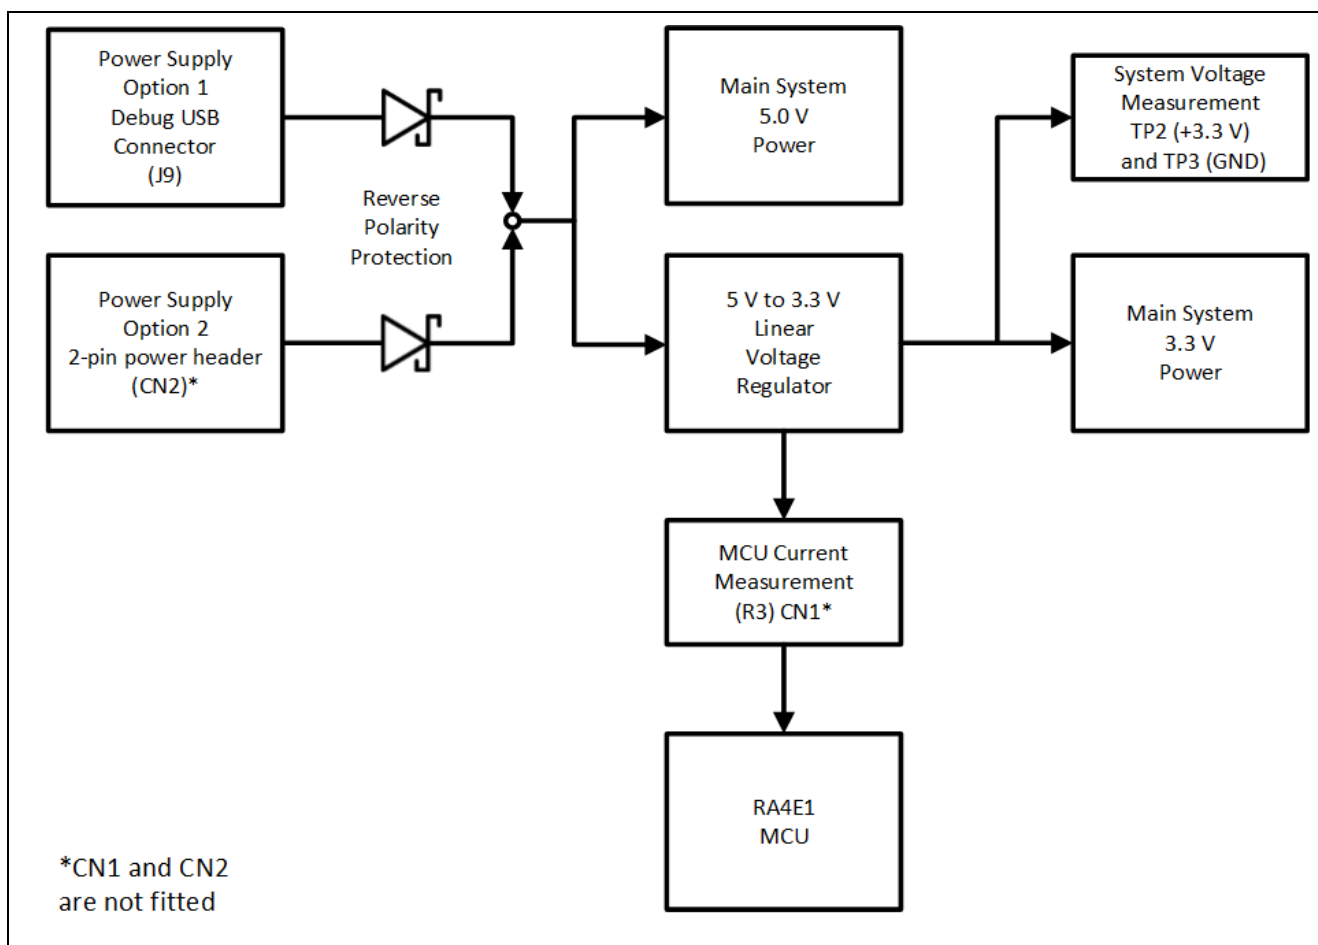 Power Supply
Option 1
Debug USB
Connector
(J9)
Reverse
Polarity
Protection
Main System
5.0 V
Power
System Voltage
Measurement
TP2 (+3.3 V)
and TP3 (GND)
Power Supply
Option 2
2-pin power header
(CN2)*
5 V to 3.3 V
Linear
Voltage
Regulator
Main System
3.3 V
Power
MCU Current
Measurement
(R3) CN1*
RA4E1
MCU
*CN1 and CN2
are not fitted